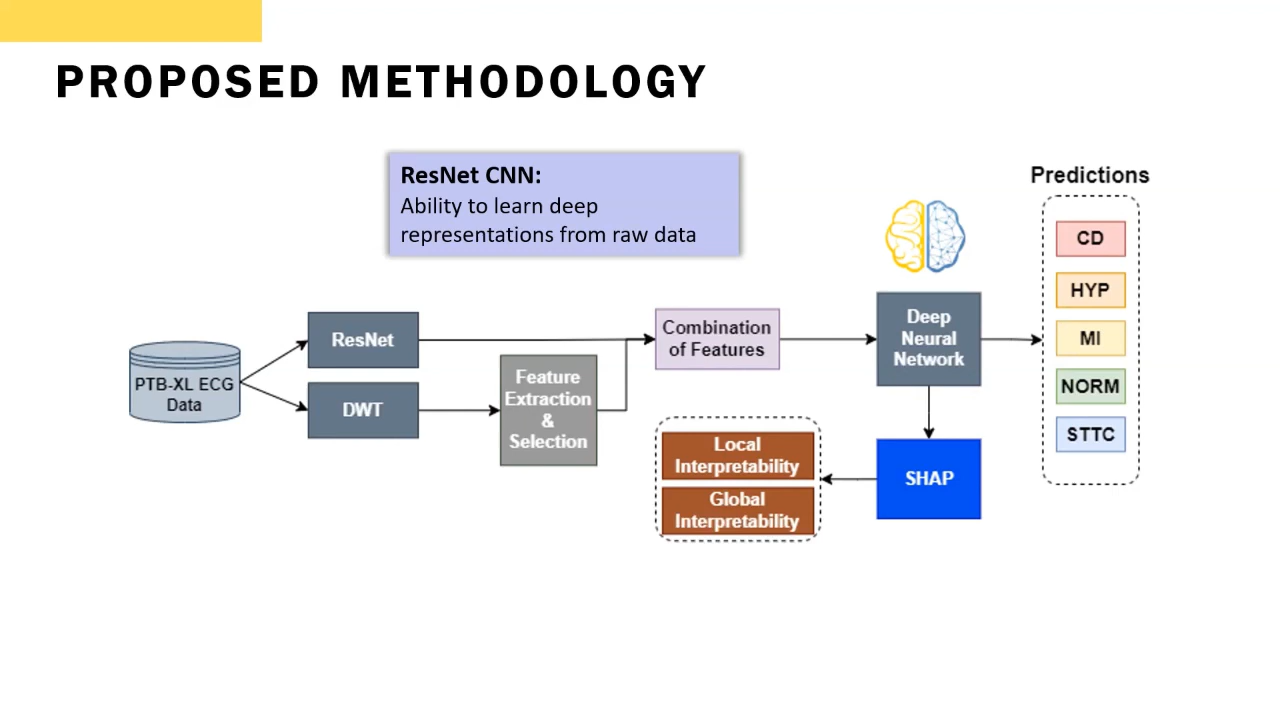 PROPOSED METHODOLOGY
ResNet CNN:
Ability to learn deep
representations from raw data
Predictions
CD
HYP
MI
NORM
STTC
PTB-XL ECG
Data
ResNet
DWT
Feature
Extraction
&
Selection
Combination
of Features
Deep
Neural
Network
SHAP
Local
Interpretability
Global
Interpretability